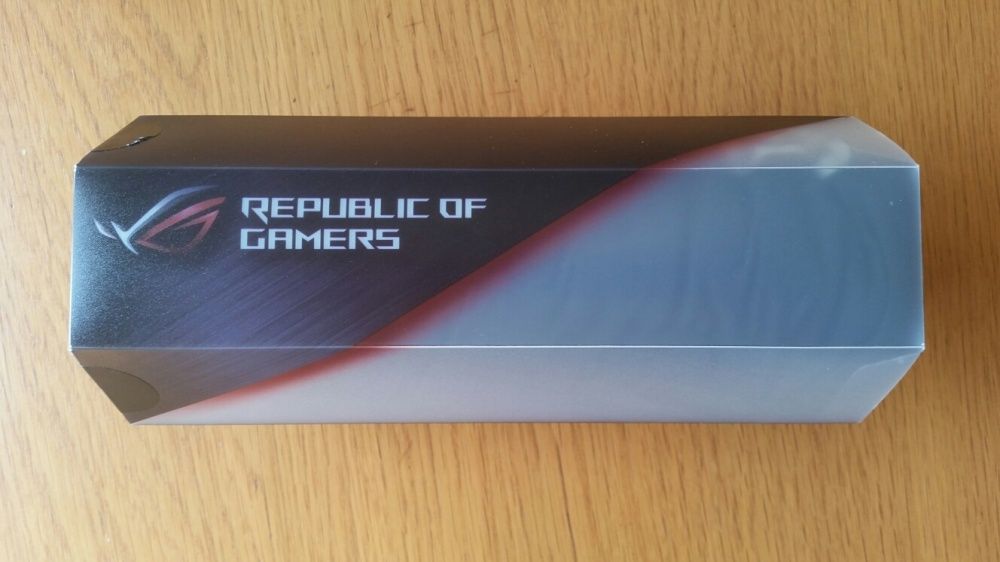 REPUBLIC OF
GAMERS